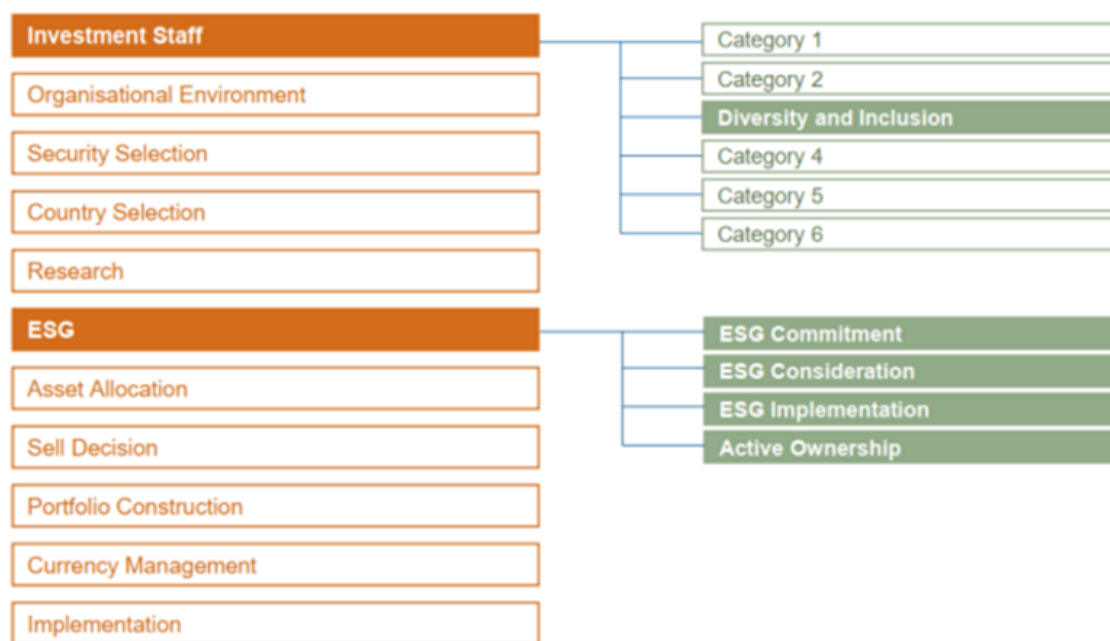 Investment Staff
Organisational Environment
Security Selection
Country Selection
Research
ESG
Asset Allocation
Sell Decision
Portfolio Construction
Currency Management
Implementation
Category 1
Category 2
Diversity and Inclusion
Category 4
Category 5
Category 6
ESG Commitment
ESG Consideration
ESG Implementation
Active Ownership